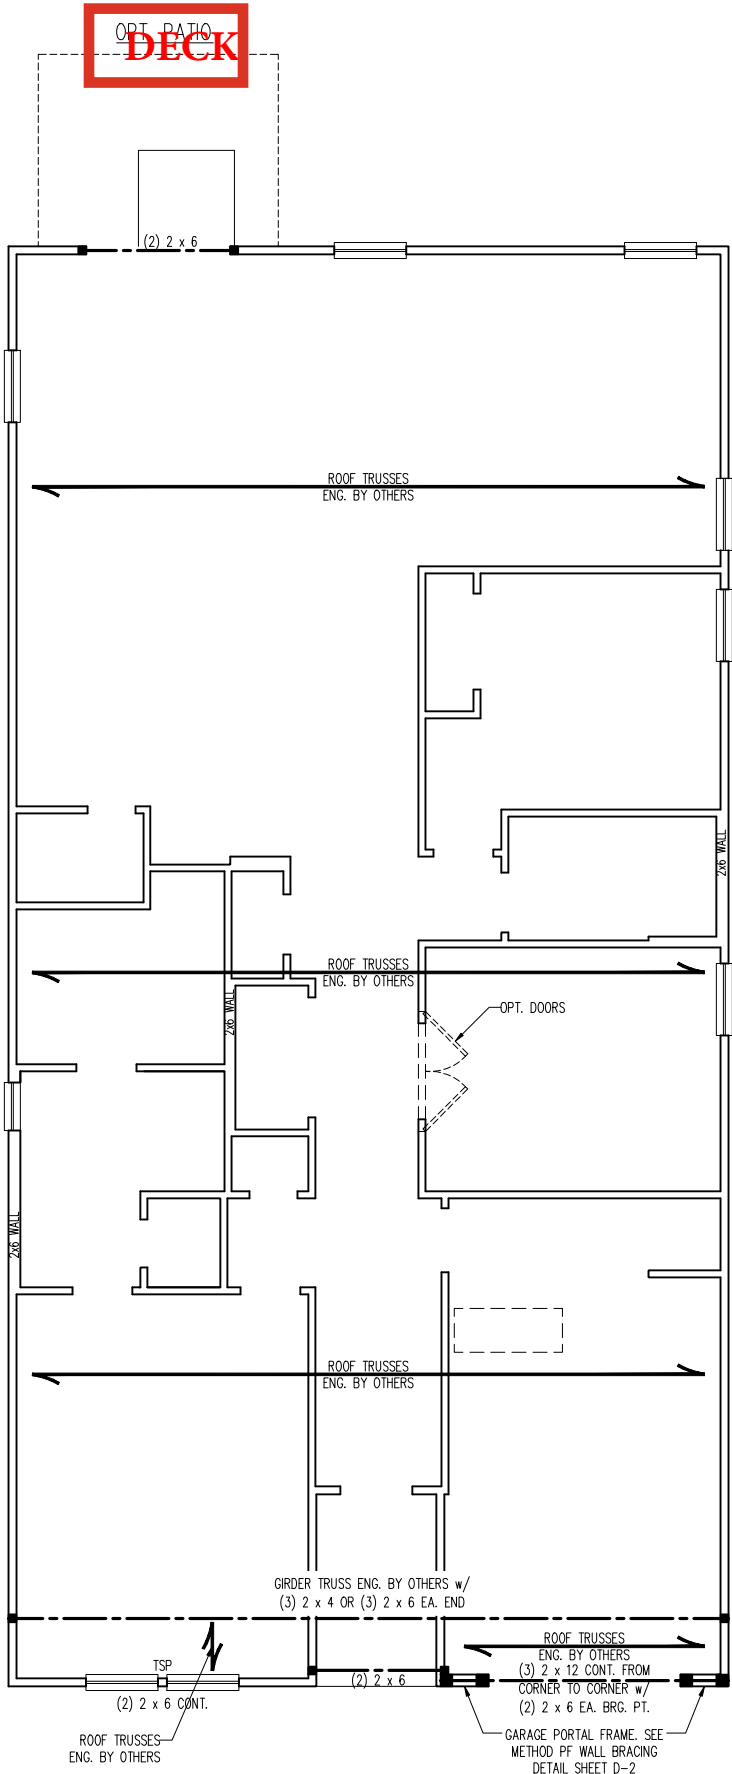 OPT. PATIO
DECK
(2) 2 x 6
ROOF TRUSSES
ENG. BY OTHERS
2x6 WALL
ROOF TRUSSES
ENG. BY OTHERS
2x6 WALL
OPT. DOORS
2x6 WALL
ROOF TRUSSES
ENG. BY OTHERS
GIRDER TRUSS ENG. BY OTHERS w/
(3) 2 x 4 OR (3) 2 x 6 EA. END
ROOF TRUSSES
ENG. BY OTHERS
TSP
(2) 2 x 6
(3) 2 x 12 CONT. FROM
CORNER TO CORNER w/
(2) 2 x 6 EA. BRG. PT.
(2) 2 x 6 CONT.
ROOF TRUSSES
ENG. BY OTHERS
GARAGE PORTAL FRAME. SEE
METHOD PF WALL BRACING
DETAIL SHEET D-2